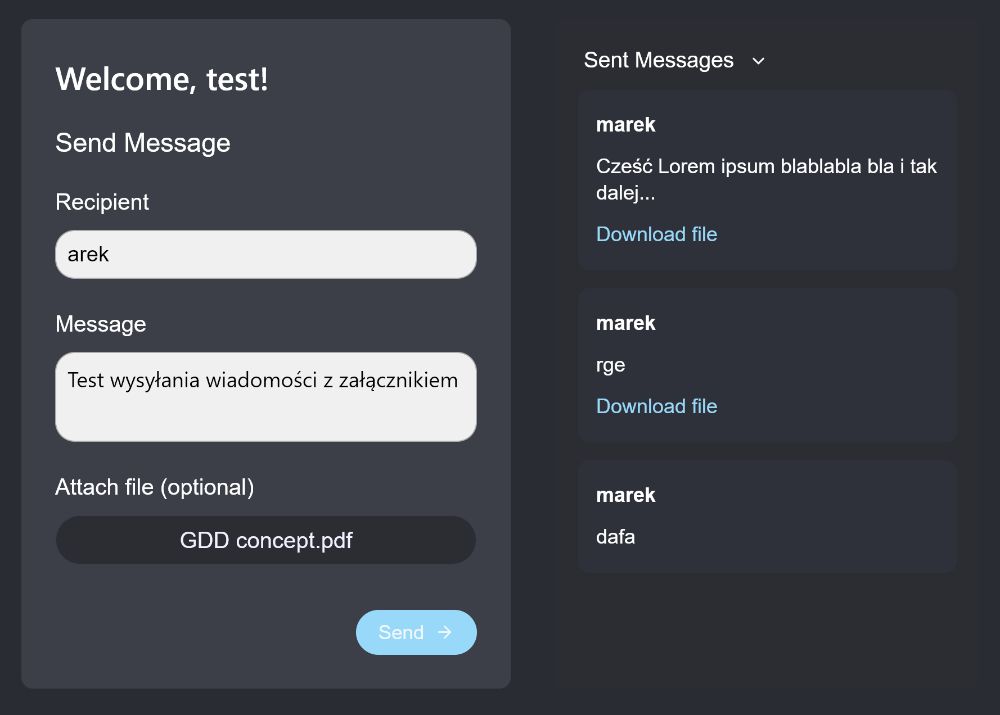 Welcome, test!
Send Message
Recipient
arek
Message
Test wysyłania wiadomości z załącznikiem
Attach file (optional)
GDD concept.pdf
Send
Sent Messages
marek
Cześć Lorem ipsum blablabla bla i tak
dalej...
Download file
marek
rge
Download file
marek
dafa